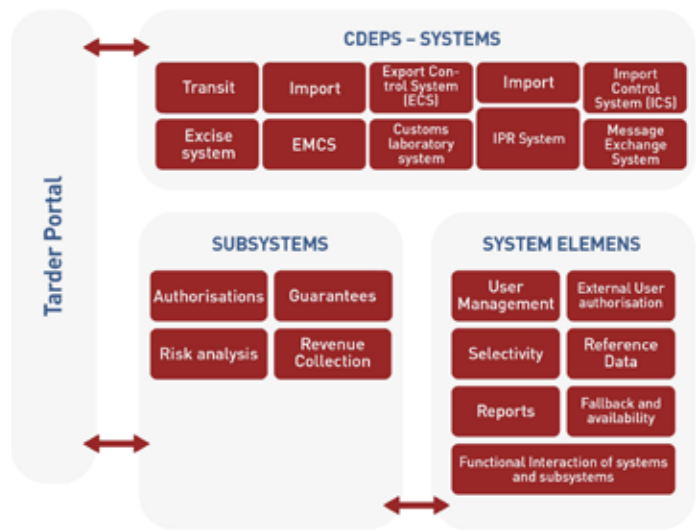 Tarder Portal
CDEPS – SYSTEMS
Transit
Import
Export Con-
trol System
(ECS)
Import
Import
Control
System (ICS)
Excise
system
EMCS
Customs
laboratory
system
IPR System
Message
Exchange
System
SUBSYSTEMS
Authorisations
Guarantees
Risk analysis
Revenue
Collection
SYSTEM ELEMENS
User
Management
External User
authorisation
Selectivity
Reference
Data
Reports
Fallback and
availability
Functional Interaction of systems
and subsystems